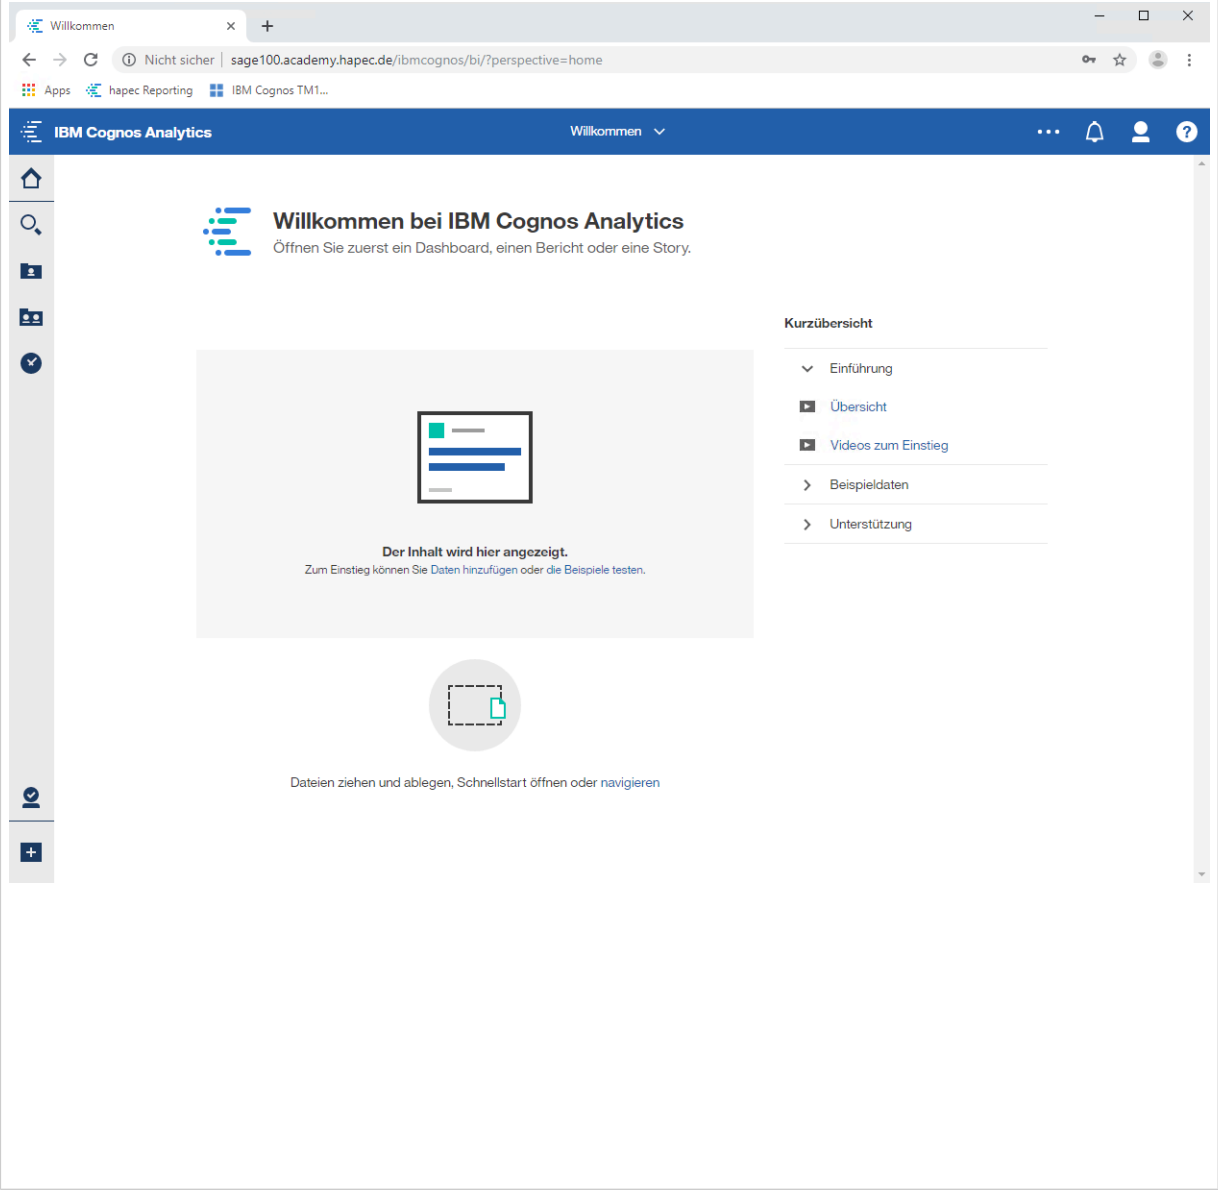 Willkommen
Nicht sicher | sage100.academy.hapec.de/ibmcognos/bi/?perspective=home
Apps hapec Reporting IBM Cognos TM1...
IBM Cognos Analytics Willkommen
Willkommen bei IBM Cognos Analytics
Öffnen Sie zuerst ein Dashboard, einen Bericht oder eine Story.
Kurzübersicht
Einführung
Übersicht
Videos zum Einstieg
Beispieldaten
Unterstützung
Der Inhalt wird hier angezeigt.
Zum Einstieg können Sie Daten hinzufügen oder die Beispiele testen.
Dateien ziehen und ablegen, Schnellstart öffnen oder navigieren